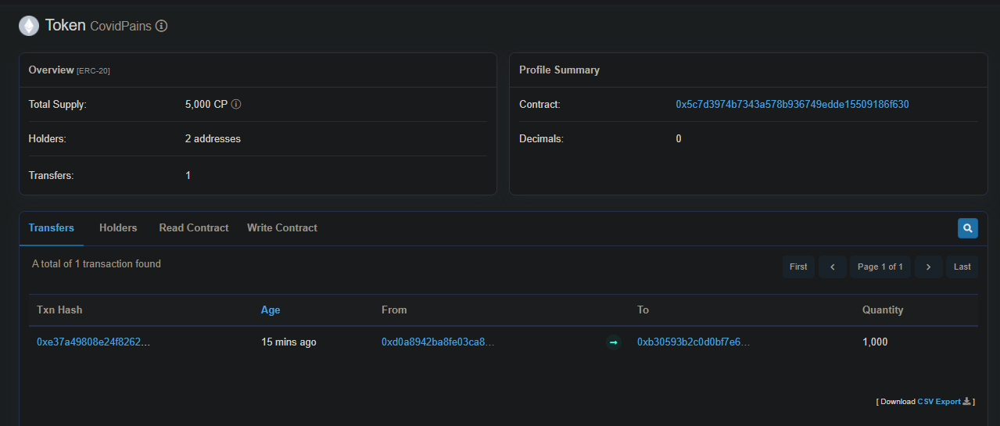 Token CovidPains
Overview [ERC-20]
Total Supply: 5,000 CP
Holders: 2 addresses
Transfers: 1
Profile Summary
Contract: 0x5c7d3974b7343a578b936749edde15509186f630
Decimals: 0
Transfers Holders Read Contract Write Contract
A total of 1 transaction found
First Page 1 of 1 Last
Txn Hash Age From To Quantity
0xe37a49808e24f8262... 15 mins ago 0xd0a8942ba8fe03ca8... 0xb30593b2c0d0bf7e6... 1,000
[ Download CSV Export ]